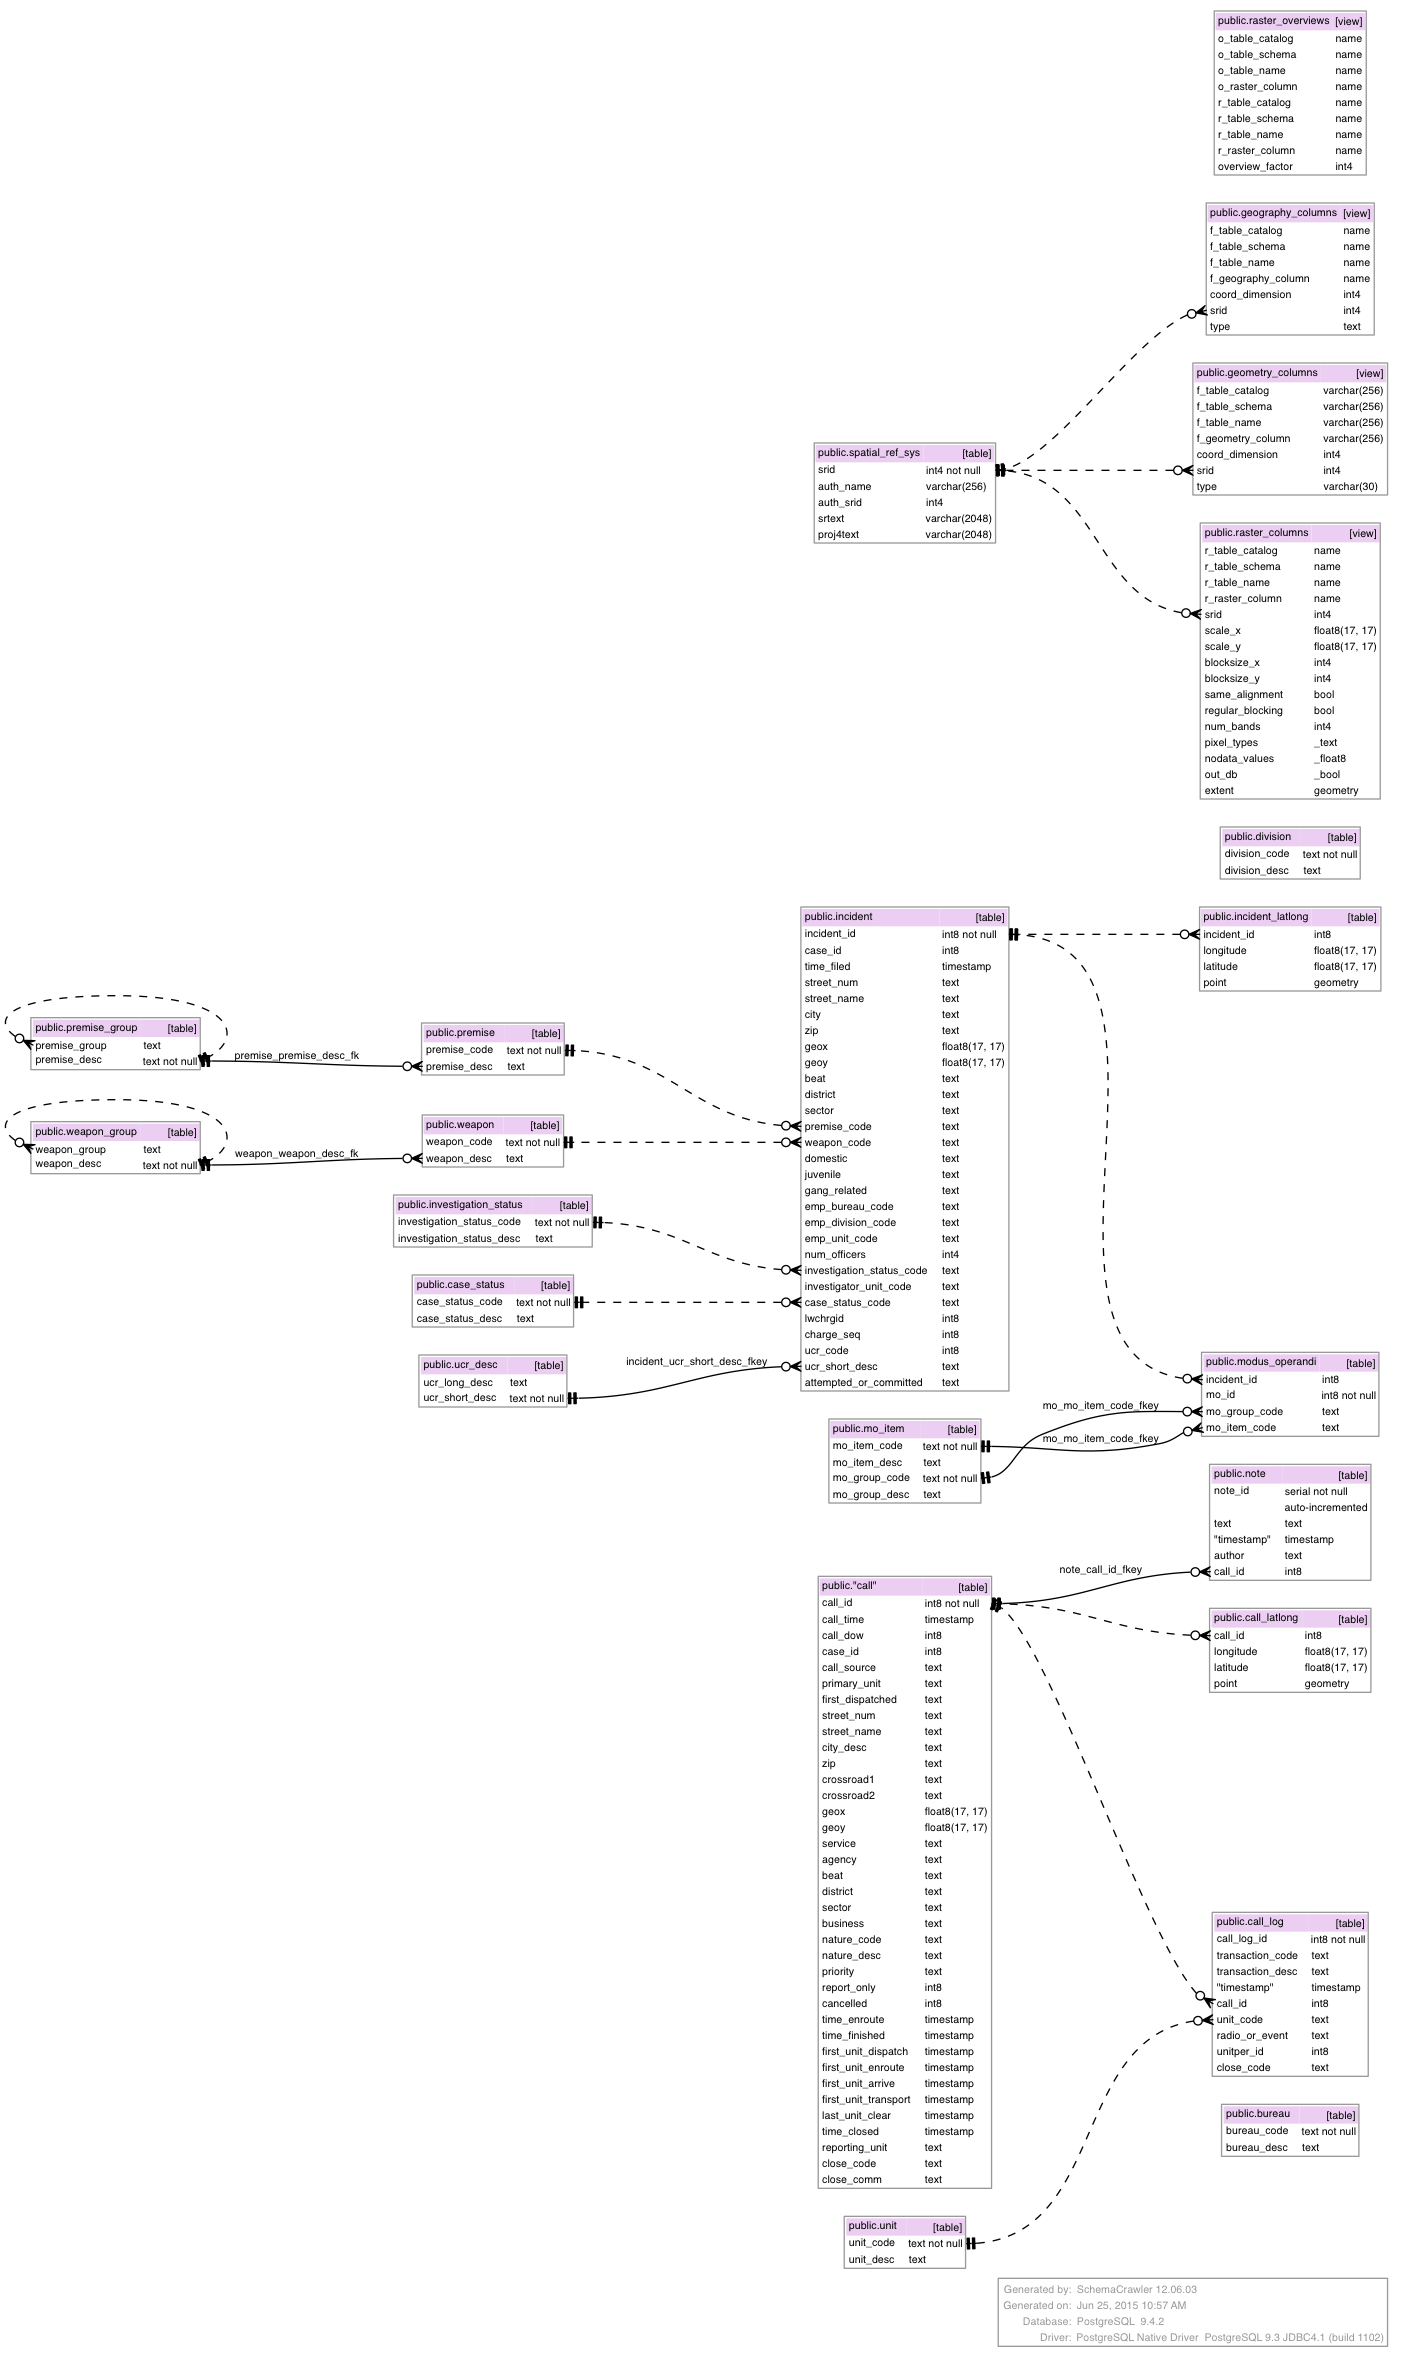 public.raster_overviews [view]
o_table_catalog name
o_table_schema name
o_table_name name
o_raster_column name
r_table_catalog name
r_table_schema name
r_table_name name
r_raster_column name
overview_factor int4
public.geography_columns [view]
f_table_catalog name
f_table_schema name
f_table_name name
f_geography_column name
coord_dimension int4
srid int4
type text
public.geometry_columns [view]
f_table_catalog varchar(256)
f_table_schema varchar(256)
f_table_name varchar(256)
f_geometry_column varchar(256)
coord_dimension int4
srid int4
type varchar(30)
public.spatial_ref_sys [table]
srid int4 not null
auth_name varchar(256)
auth_srid int4
srtext varchar(2048)
proj4text varchar(2048)
public.raster_columns [view]
r_table_catalog name
r_table_schema name
r_table_name name
r_raster_column name
srid int4
scale_x float8(17, 17)
scale_y float8(17, 17)
blocksize_x int4
blocksize_y int4
same_alignment bool
regular_blocking bool
num_bands int4
pixel_types _text
nodata_values _float8
out_db _bool
extent geometry
public.division [table]
division_code text not null
division_desc text
public.incident [table]
incident_id int8 not null
case_id int8
time_filed timestamp
street_num text
street_name text
city text
zip text
geox float8(17, 17)
geoy float8(17, 17)
beat text
district text
sector text
premise_code text
weapon_code text
domestic text
juvenile text
gang_related text
emp_bureau_code text
emp_division_code text
emp_unit_code text
num_officers int4
investigation_status_code text
investigator_unit_code text
case_status_code text
lwchrgid int8
charge_seq int8
ucr_code int8
ucr_short_desc text
attempted_or_committed text
public.incident_latlong [table]
incident_id int8
longitude float8(17, 17)
latitude float8(17, 17)
point geometry
public.premise_group [table]
premise_group text
premise_desc text not null
premise_premise_desc_fk
public.premise [table]
premise_code text not null
premise_desc text
public.weapon_group [table]
weapon_group text
weapon_desc text not null
weapon_weapon_desc_fk
public.weapon [table]
weapon_code text not null
weapon_desc text
public.investigation_status [table]
investigation_status_code text not null
investigation_status_desc text
public.case_status [table]
case_status_code text not null
case_status_desc text
public.ucr_desc [table]
ucr_long_desc text
ucr_short_desc text not null
incident_ucr_short_desc_fkey
public.modus_operandi [table]
incident_id int8
mo_id int8 not null
mo_group_code text
mo_item_code text
mo_mo_item_code_fkey
mo_mo_item_code_fkey
public.mo_item [table]
mo_item_code text not null
mo_item_desc text
mo_group_code text not null
mo_group_desc text
public.note [table]
note_id serial not null
auto-incremented
text text
"timestamp" timestamp
author text
call_id int8
note_call_id_fkey
public."call" [table]
call_id int8 not null
call_time timestamp
call_dow int8
case_id int8
call_source text
primary_unit text
first_dispatched text
street_num text
street_name text
city_desc text
zip text
crossroad1 text
crossroad2 text
geox float8(17, 17)
geoy float8(17, 17)
service text
agency text
beat text
district text
sector text
business text
nature_code text
nature_desc text
priority text
report_only int8
cancelled int8
time_enroute timestamp
time_finished timestamp
first_unit_dispatch timestamp
first_unit_enroute timestamp
first_unit_arrive timestamp
first_unit_transport timestamp
last_unit_clear timestamp
time_closed timestamp
reporting_unit text
close_code text
close_comm text
public.call_latlong [table]
call_id int8
longitude float8(17, 17)
latitude float8(17, 17)
point geometry
public.call_log [table]
call_log_id int8 not null
transaction_code text
transaction_desc text
"timestamp" timestamp
call_id int8
unit_code text
radio_or_event text
unitper_id int8
close_code text
public.bureau [table]
bureau_code text not null
bureau_desc text
public.unit [table]
unit_code text not null
unit_desc text
Generated by: SchemaCrawler 12.06.03
Generated on: Jun 25, 2015 10:57 AM
Database: PostgreSQL 9.4.2
Driver: PostgreSQL Native Driver PostgreSQL 9.3 JDBC4.1 (build 1102)